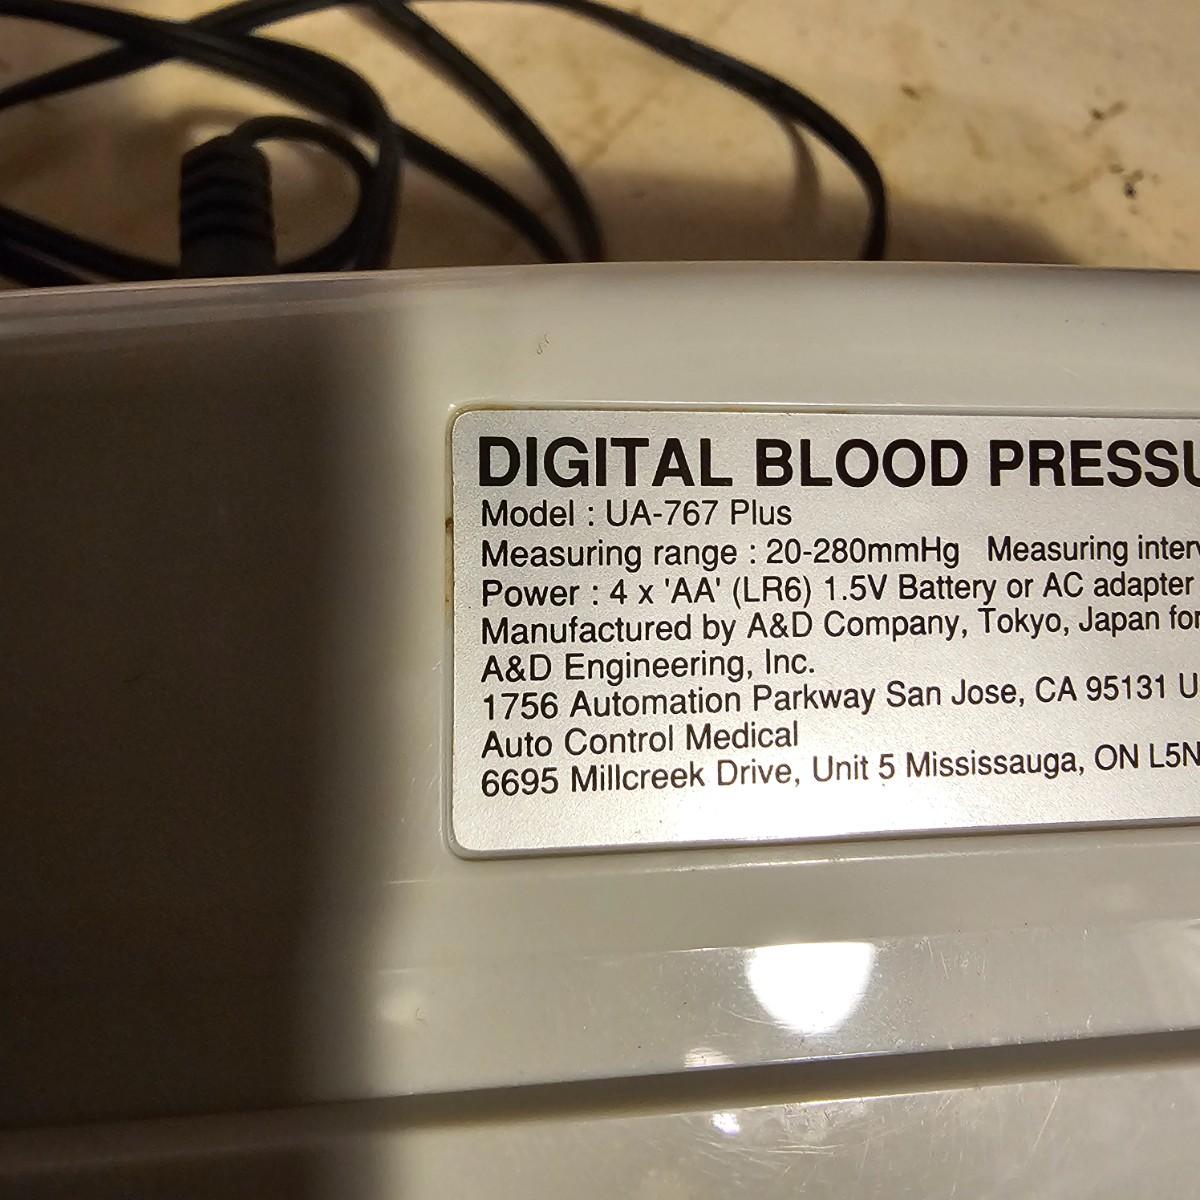 DIGITAL BLOOD PRESSU
Model : UA-767 Plus
Measuring range : 20-280mmHg Measuring interv
Power : 4 x 'AA' (LR6) 1.5V Battery or AC adapter
Manufactured by A&D Company, Tokyo, Japan for
A&D Engineering, Inc.
1756 Automation Parkway San Jose, CA 95131 U
Auto Control Medical
6695 Millcreek Drive, Unit 5 Mississauga, ON L5N